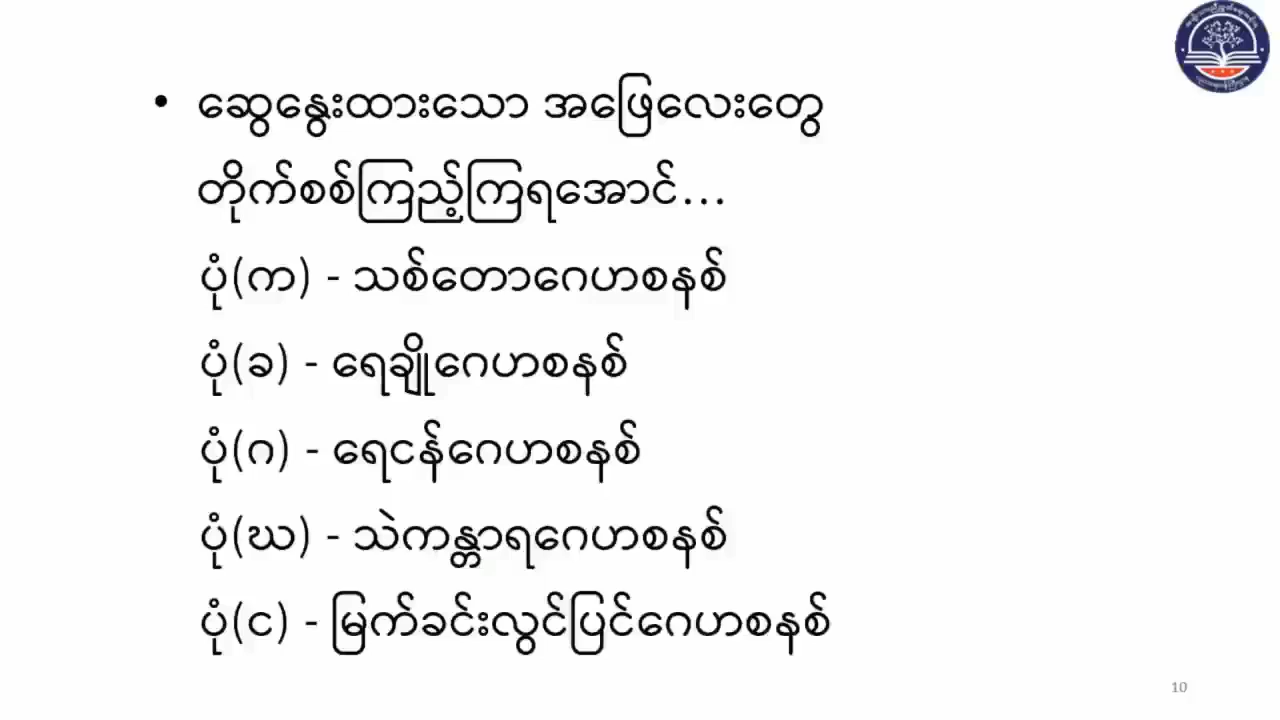 • ဆွေးနွေးထားသော အဖြေလေးတွေ
တိုက်စစ်ကြည့်ကြရအောင်...
ပုံ(က) - သစ်တောဂေဟစနစ်
ပုံ(ခ) - ရေချိုဂေဟစနစ်
ပုံ(ဂ) - ရေငန်ဂေဟစနစ်
ပုံ(ဃ) - သဲကန္တာရဂေဟစနစ်
ပုံ(င) - မြက်ခင်းလွင်ပြင်ဂေဟစနစ်
10